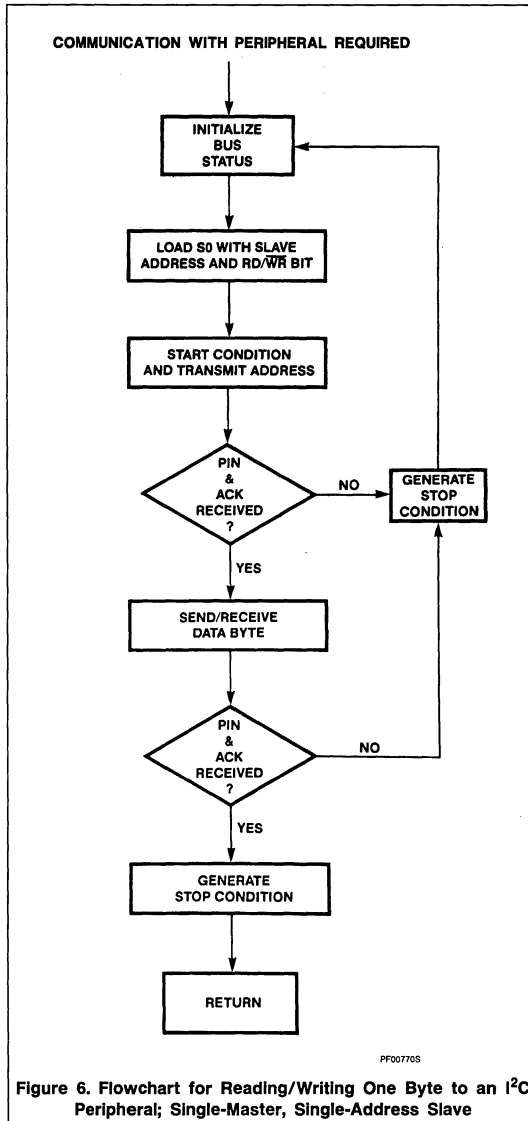 COMMUNICATION WITH PERIPHERAL REQUIRED
INITIALIZE
BUS
STATUS
LOAD S0 WITH SLAVE
ADDRESS AND RD/W̅R̅ BIT
START CONDITION
AND TRANSMIT ADDRESS
PIN
&
ACK
RECEIVED
?
NO
GENERATE
STOP
CONDITION
YES
SEND/RECEIVE
DATA BYTE
PIN
&
ACK
RECEIVED
?
NO
YES
GENERATE
STOP CONDITION
RETURN
PF00770S
Figure 6. Flowchart for Reading/Writing One Byte to an I²C
Peripheral; Single-Master, Single-Address Slave